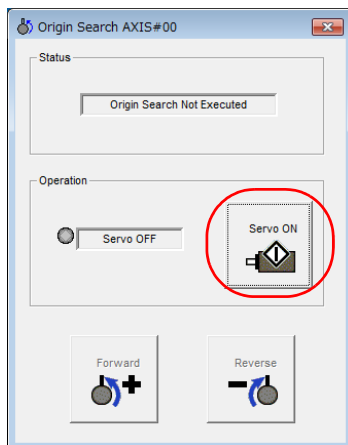 Origin Search AXIS#00
Status
Origin Search Not Executed
Operation
Servo OFF
Servo ON
Forward
Reverse